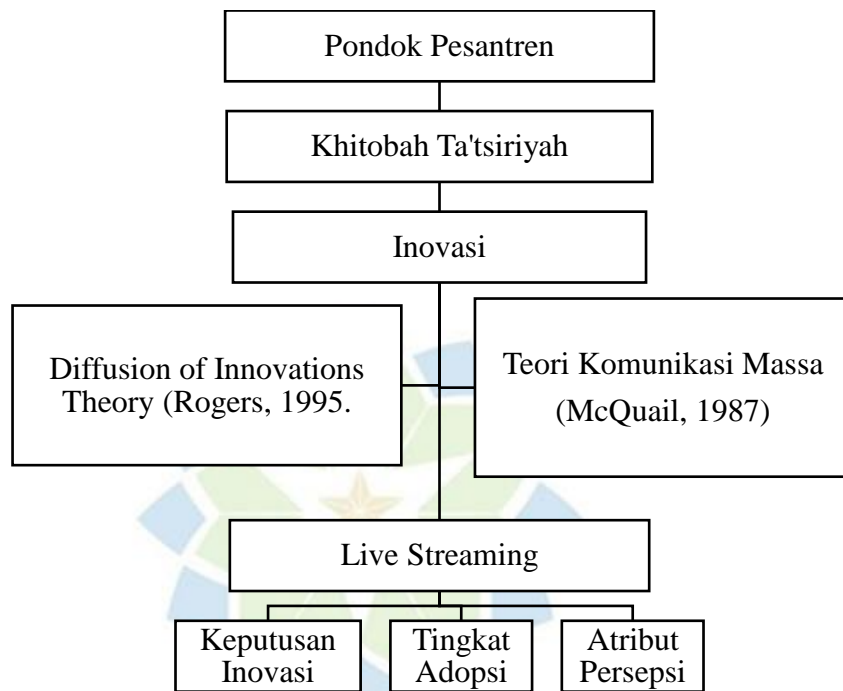 Pondok Pesantren
Khitobah Ta'tsiriyah
Inovasi
Diffusion of Innovations
Theory (Rogers, 1995.
Teori Komunikasi Massa
(McQuail, 1987)
Live Streaming
Keputusan
Inovasi
Tingkat
Adopsi
Atribut
Persepsi